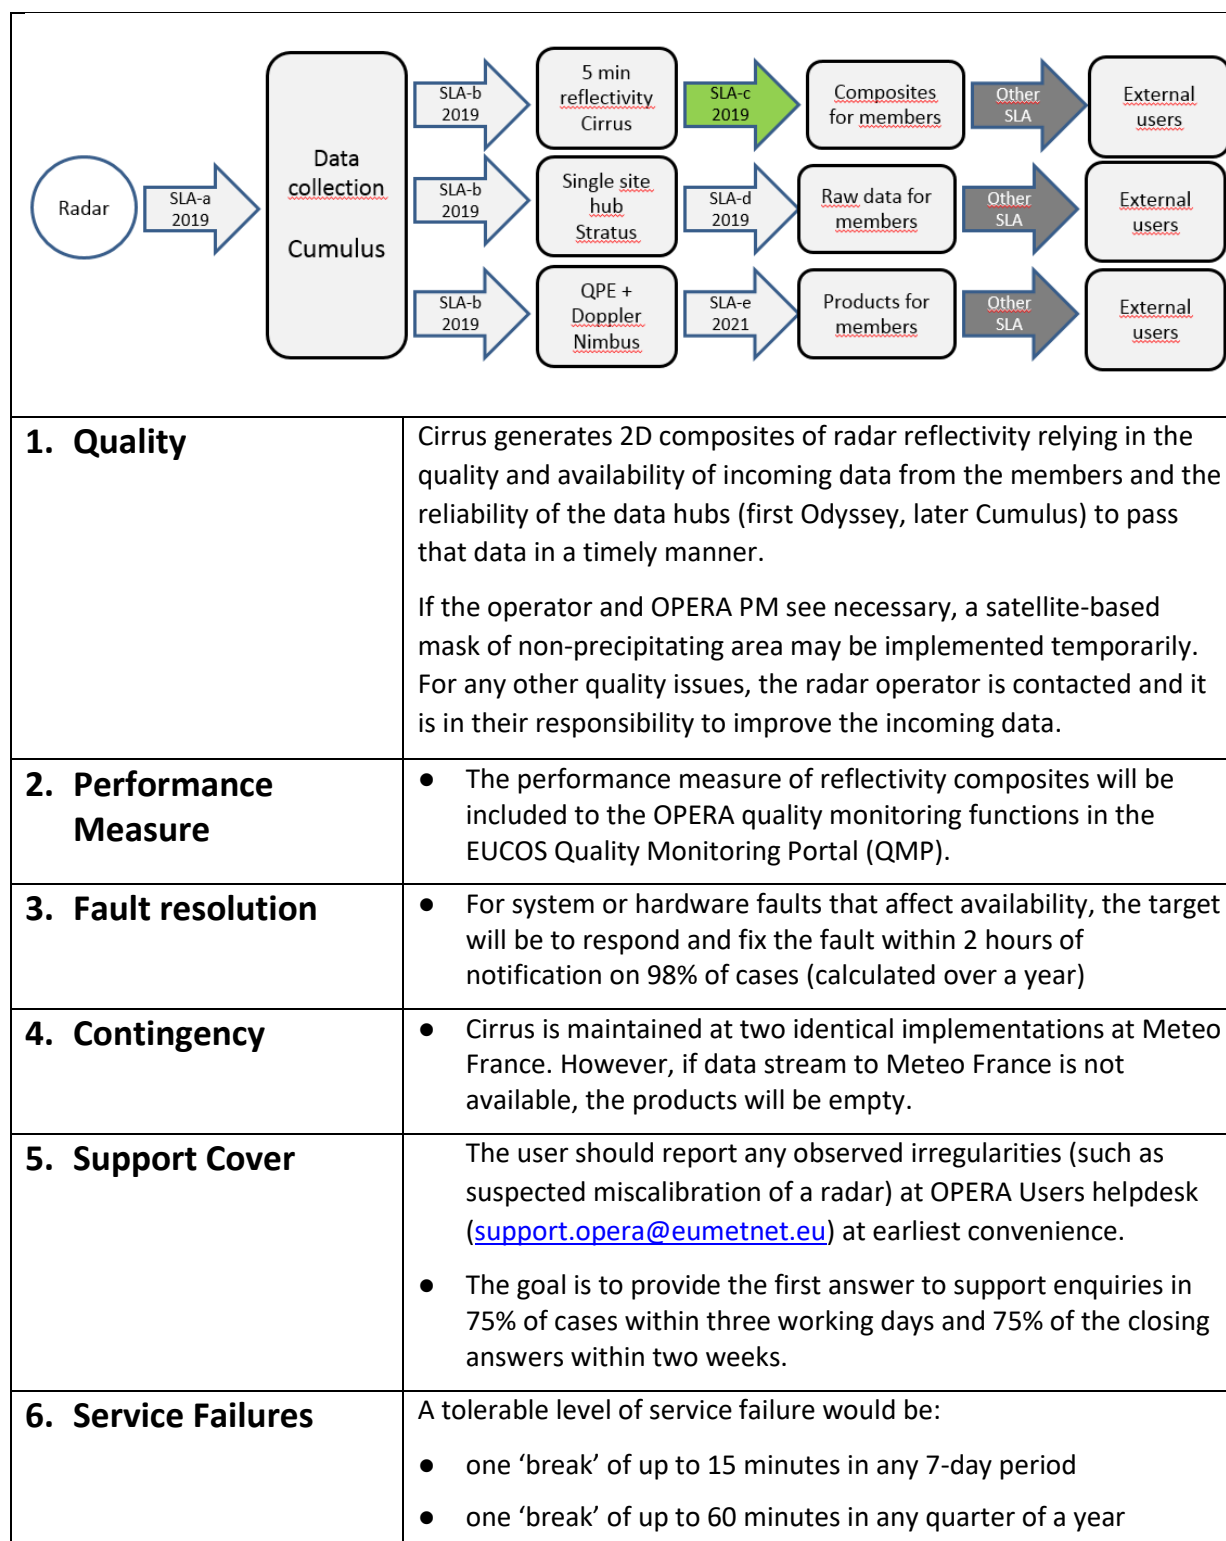 Radar
SLA-a
2019
Data
collection
Cumulus
SLA-b
2019
5 min
reflectivity
Cirrus
SLA-c
2019
Composites
for members
Other
SLA
External
users
SLA-b
2019
Single site
hub
Stratus
SLA-d
2019
Raw data for
members
Other
SLA
External
users
SLA-b
2019
QPE +
Doppler
Nimbus
SLA-e
2021
Products for
members
Other
SLA
External
users
1. Quality
Cirrus generates 2D composites of radar reflectivity relying in the
quality and availability of incoming data from the members and the
reliability of the data hubs (first Odyssey, later Cumulus) to pass
that data in a timely manner.
If the operator and OPERA PM see necessary, a satellite-based
mask of non-precipitating area may be implemented temporarily.
For any other quality issues, the radar operator is contacted and it
is in their responsibility to improve the incoming data.
2. Performance
Measure
● The performance measure of reflectivity composites will be
included to the OPERA quality monitoring functions in the
EUCOS Quality Monitoring Portal (QMP).
3. Fault resolution
● For system or hardware faults that affect availability, the target
will be to respond and fix the fault within 2 hours of
notification on 98% of cases (calculated over a year)
4. Contingency
● Cirrus is maintained at two identical implementations at Meteo
France. However, if data stream to Meteo France is not
available, the products will be empty.
5. Support Cover
The user should report any observed irregularities (such as
suspected miscalibration of a radar) at OPERA Users helpdesk
(support.opera@eumetnet.eu) at earliest convenience.
● The goal is to provide the first answer to support enquiries in
75% of cases within three working days and 75% of the closing
answers within two weeks.
6. Service Failures
A tolerable level of service failure would be:
● one ‘break’ of up to 15 minutes in any 7-day period
● one ‘break’ of up to 60 minutes in any quarter of a year